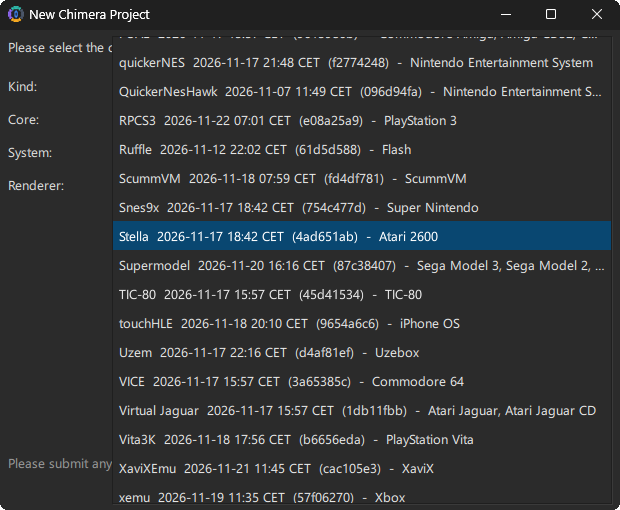 New Chimera Project
Please select the c
quickerNES 2026-11-17 21:48 CET (f2774248) - Nintendo Entertainment System
Kind:
QuickerNesHawk 2026-11-07 11:49 CET (096d94fa) - Nintendo Entertainment S...
Core:
RPCS3 2026-11-22 07:01 CET (e08a25a9) - PlayStation 3
System:
Ruffle 2026-11-12 22:02 CET (61d5d588) - Flash
Renderer:
ScummVM 2026-11-18 07:59 CET (fd4df781) - ScummVM
Snes9x 2026-11-17 18:42 CET (754c477d) - Super Nintendo
Stella 2026-11-17 18:42 CET (4ad651ab) - Atari 2600
Supermodel 2026-11-20 16:16 CET (87c38407) - Sega Model 3, Sega Model 2, ...
TIC-80 2026-11-17 15:57 CET (45d41534) - TIC-80
touchHLE 2026-11-18 20:10 CET (9654a6c6) - iPhone OS
Uzem 2026-11-17 22:16 CET (d4af81ef) - Uzebox
VICE 2026-11-17 15:57 CET (3a65385c) - Commodore 64
Virtual Jaguar 2026-11-17 15:57 CET (1db11fbb) - Atari Jaguar, Atari Jaguar CD
Vita3K 2026-11-18 17:56 CET (b6656eda) - PlayStation Vita
Please submit any
XaviXEmu 2026-11-21 11:45 CET (cac105e3) - XaviX
xemu 2026-11-19 11:35 CET (57f06270) - Xbox